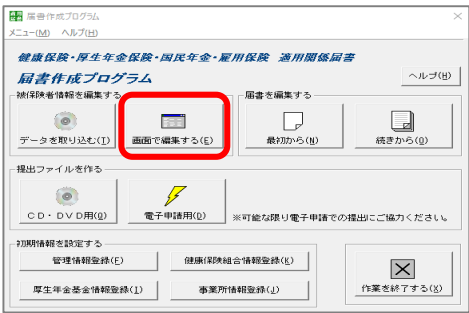 届書作成プログラム
メニュー(M) ヘルプ(H)
健康保険・厚生年金保険・国民年金・雇用保険 適用関係届書
届書作成プログラム
ヘルプ(H)
被保険者情報を編集する
届書を編集する
データを取り込む(T)
画面で編集する(E)
最初から(N)
続きから(O)
提出ファイルを作る
CD・DVD用(Q)
電子申請用(D)
※可能な限り電子申請での提出にご協力ください。
初期情報を設定する
管理情報登録(F)
健康保険組合情報登録(K)
厚生年金基金情報登録(I)
事業所情報登録(J)
作業を終了する(X)